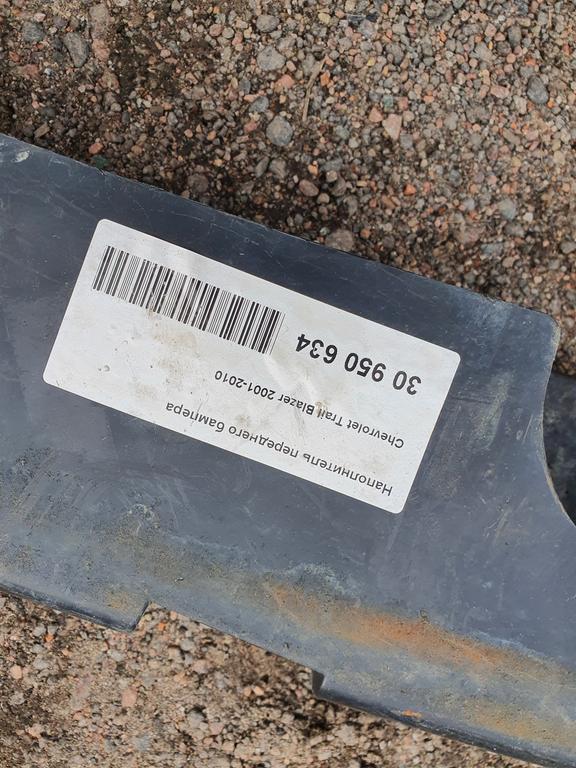 Наполнитель переднего бампера
Chevrolet Trail Blazer 2001-2010
30 950 634